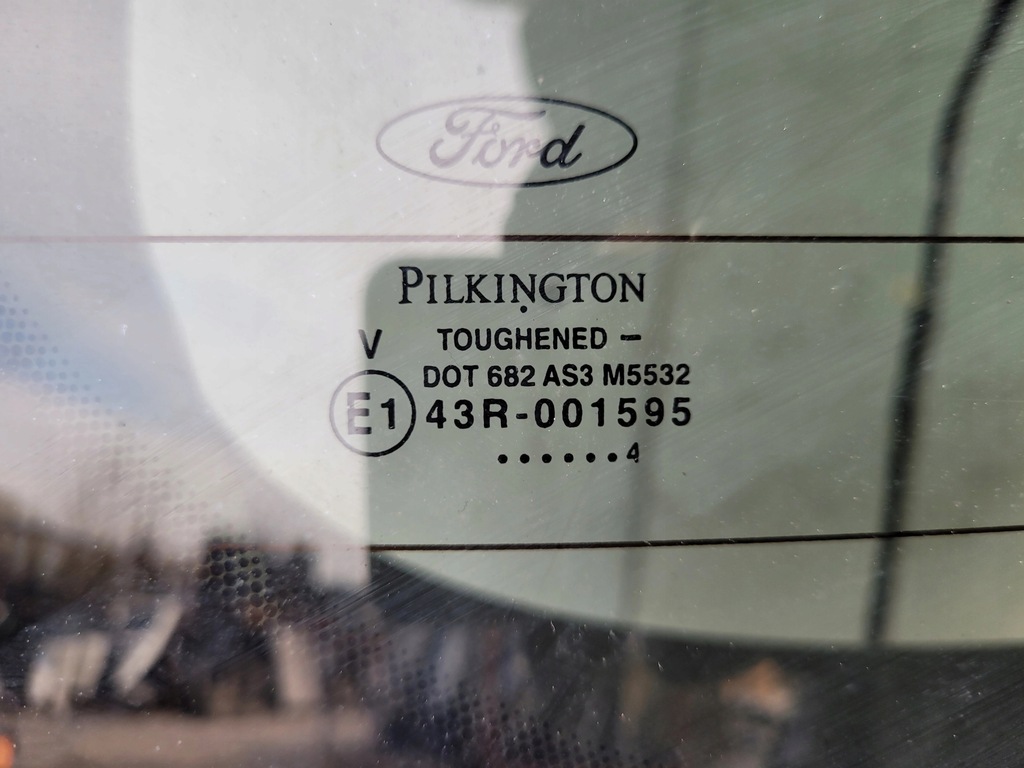 Ford
PILKINGTON
V TOUGHENED –
DOT 682 AS3 M5532
E1 43R-001595
......4